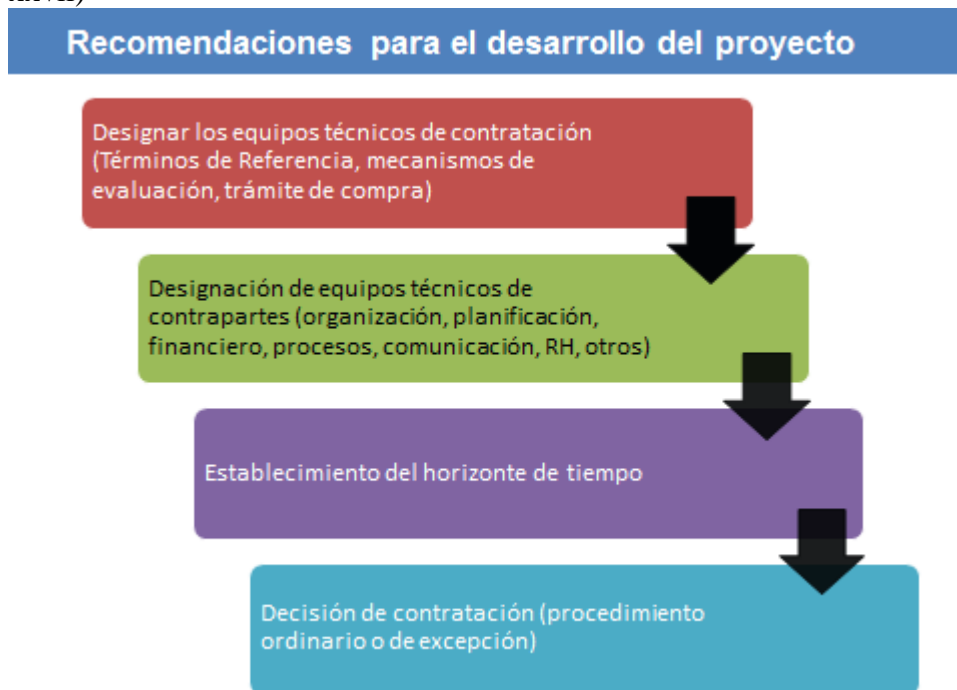 Recomendaciones para el desarrollo del proyecto
Designar los equipos técnicos de contratación
(Términos de Referencia, mecanismos de
evaluación, trámite de compra)
Designación de equipos técnicos de
contrapartes (organización, planificación,
financiero, procesos, comunicación, RH, otros)
Establecimiento del horizonte de tiempo
Decisión de contratación (procedimiento
ordinario o de excepción)